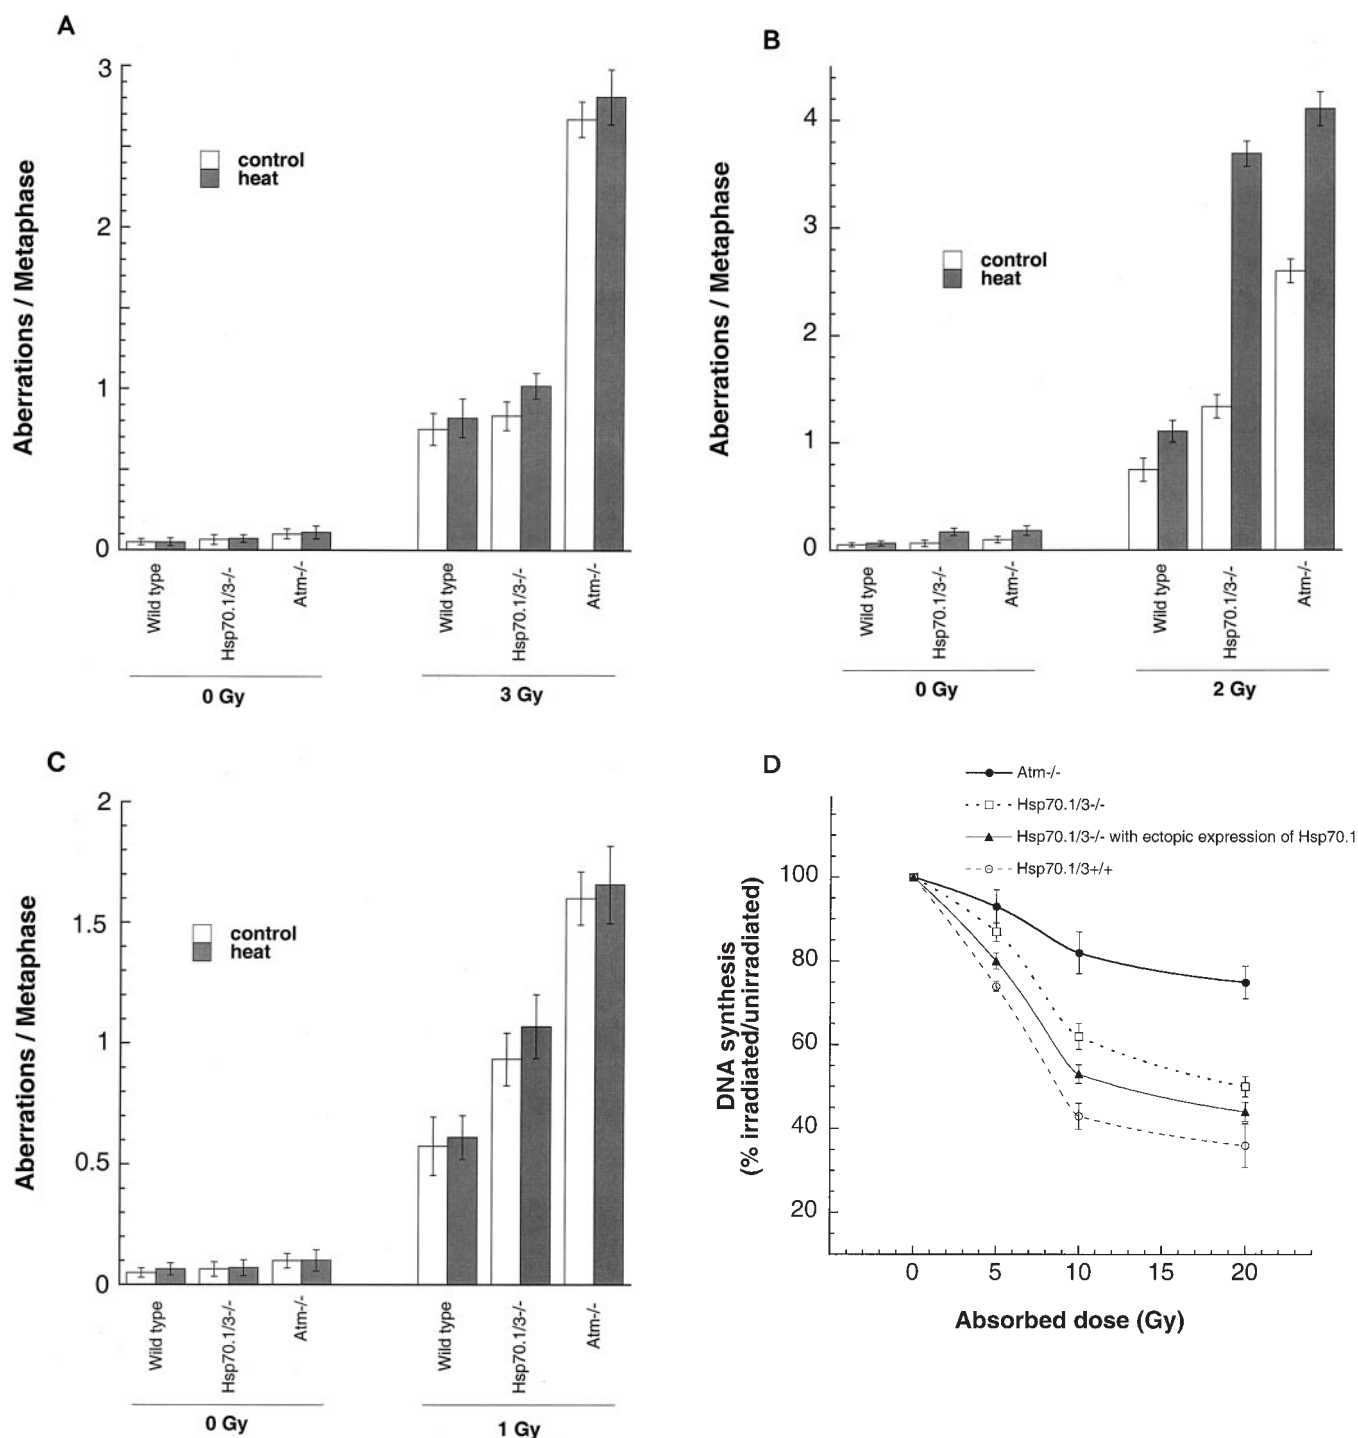 A
Aberrations / Metaphase
3
2
1
0
control
heat
Wild type
Hsp70.1/3-/-
Atm-/-
Wild type
Hsp70.1/3-/-
Atm-/-
0 Gy
3 Gy
B
Aberrations / Metaphase
4
3
2
1
0
control
heat
Wild type
Hsp70.1/3-/-
Atm-/-
Wild type
Hsp70.1/3-/-
Atm-/-
0 Gy
2 Gy
C
Aberrations / Metaphase
2
1.5
1
0.5
0
control
heat
Wild type
Hsp70.1/3-/-
Atm-/-
Wild type
Hsp70.1/3-/-
Atm-/-
0 Gy
1 Gy
D
Atm-/-
Hsp70.1/3-/-
Hsp70.1/3-/- with ectopic expression of Hsp70.1
Hsp70.1/3+/+
DNA synthesis
(% irradiated/unirradiated)
100
80
60
40
20
0 5 10 15 20
Absorbed dose (Gy)